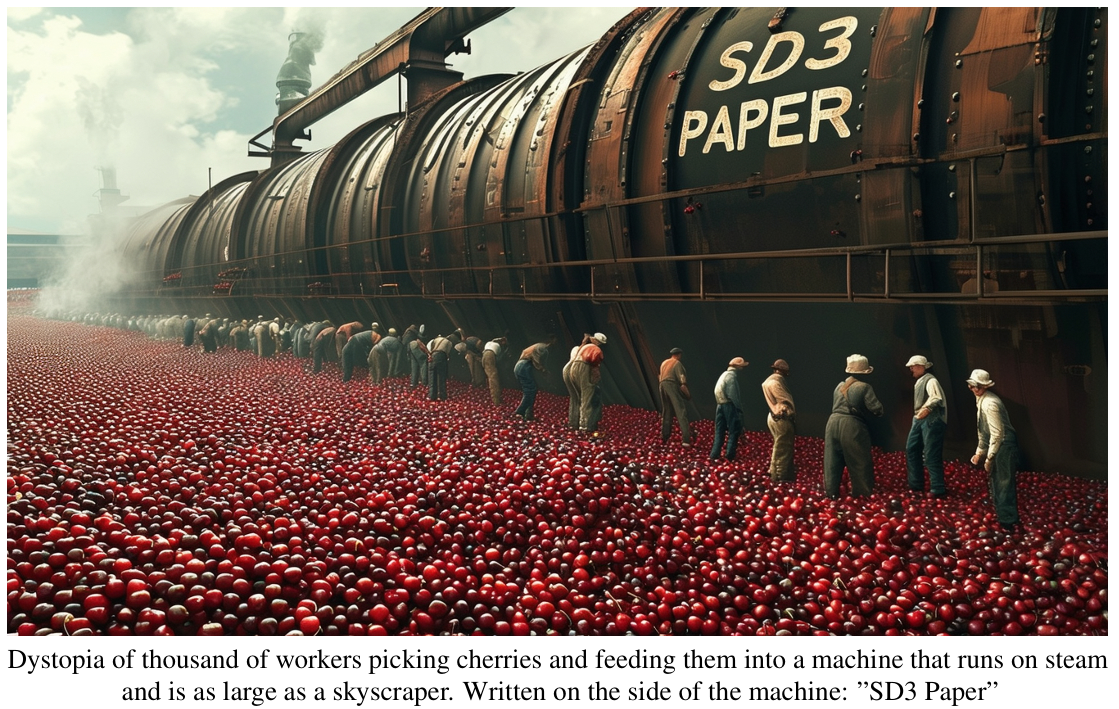 SD3
PAPER
Dystopia of thousand of workers picking cherries and feeding them into a machine that runs on steam
and is as large as a skyscraper. Written on the side of the machine: ”SD3 Paper”